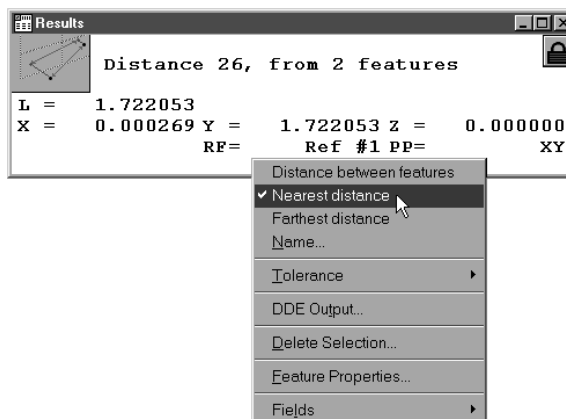 Results
Distance 26, from 2 features
L = 1.722053
X = 0.000269 Y = 1.722053 Z = 0.000000
RF= Ref #1 PP= XY
Distance between features
Nearest distance
Farthest distance
Name...
Tolerance
DDE Output...
Delete Selection...
Feature Properties...
Fields